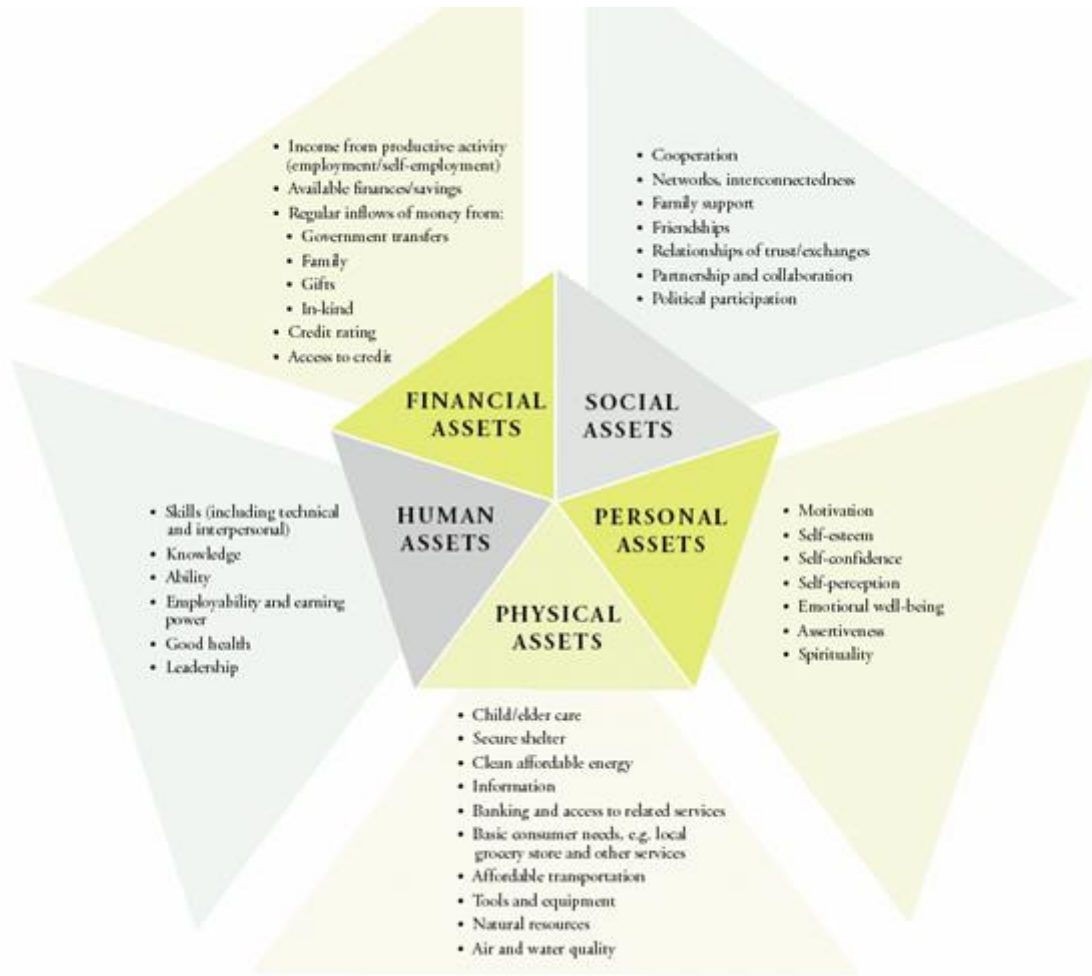 • Income from productive activity
(employment/self-employment)
• Available finances/savings
• Regular inflows of money from:
• Government transfers
• Family
• Gifts
• In-kind
• Credit rating
• Access to credit
• Cooperation
• Networks, interconnectedness
• Family support
• Friendships
• Relationships of trust/exchanges
• Partnership and collaboration
• Political participation
FINANCIAL
ASSETS
SOCIAL
ASSETS
HUMAN
ASSETS
PERSONAL
ASSETS
PHYSICAL
ASSETS
• Skills (including technical
and interpersonal)
• Knowledge
• Ability
• Employability and earning
power
• Good health
• Leadership
• Motivation
• Self-esteem
• Self-confidence
• Self-perception
• Emotional well-being
• Assertiveness
• Spirituality
• Child/elder care
• Secure shelter
• Clean affordable energy
• Information
• Banking and access to related services
• Basic consumer needs, e.g. local
grocery store and other services
• Affordable transportation
• Tools and equipment
• Natural resources
• Air and water quality